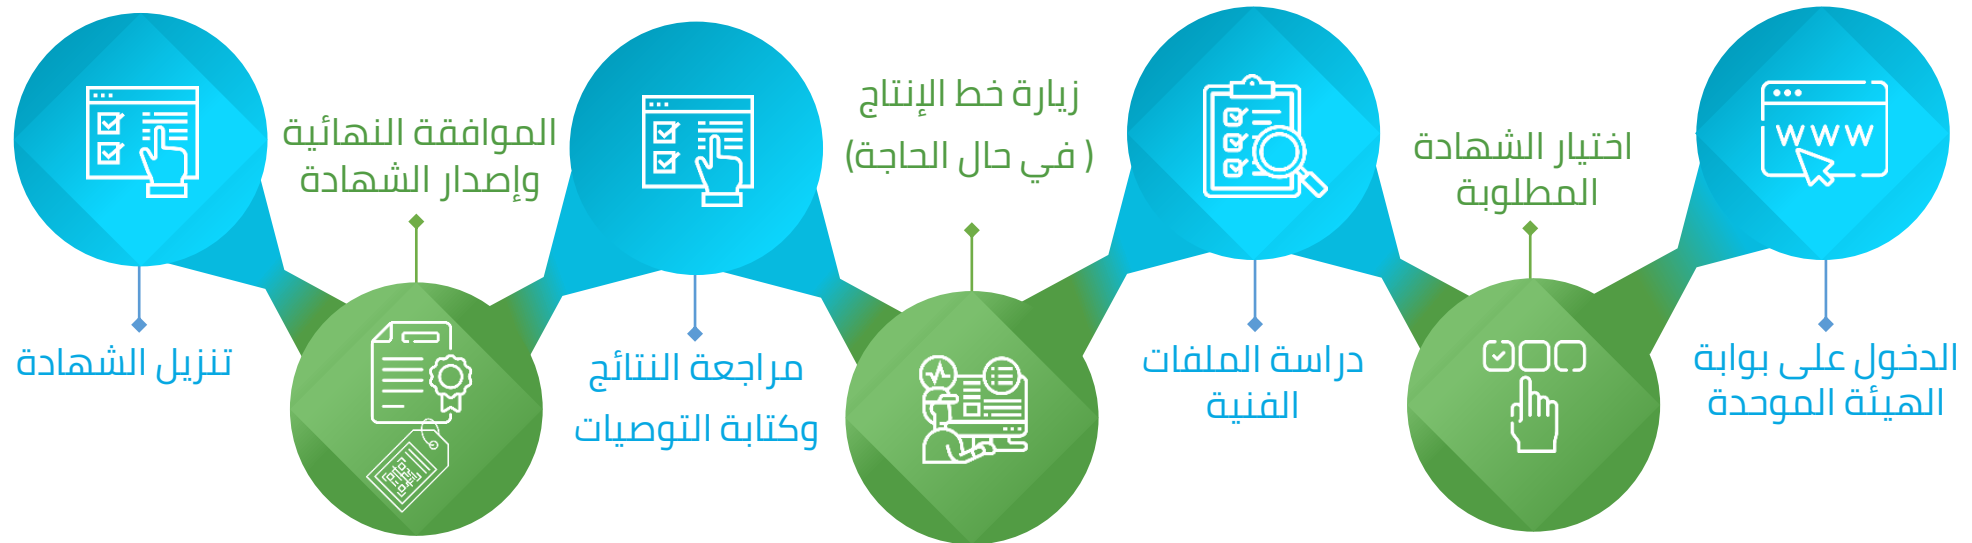 WWW
الدخول على بوابة
الهيئة الموحدة
اختيار الشهادة
المطلوبة
دراسة الملفات
الفنية
زيارة خط الإنتاج
( في حال الحاجة)
مراجعة النتائج
وكتابة التوصيات
الموافقة النهائية
وإصدار الشهادة
تنزيل الشهادة